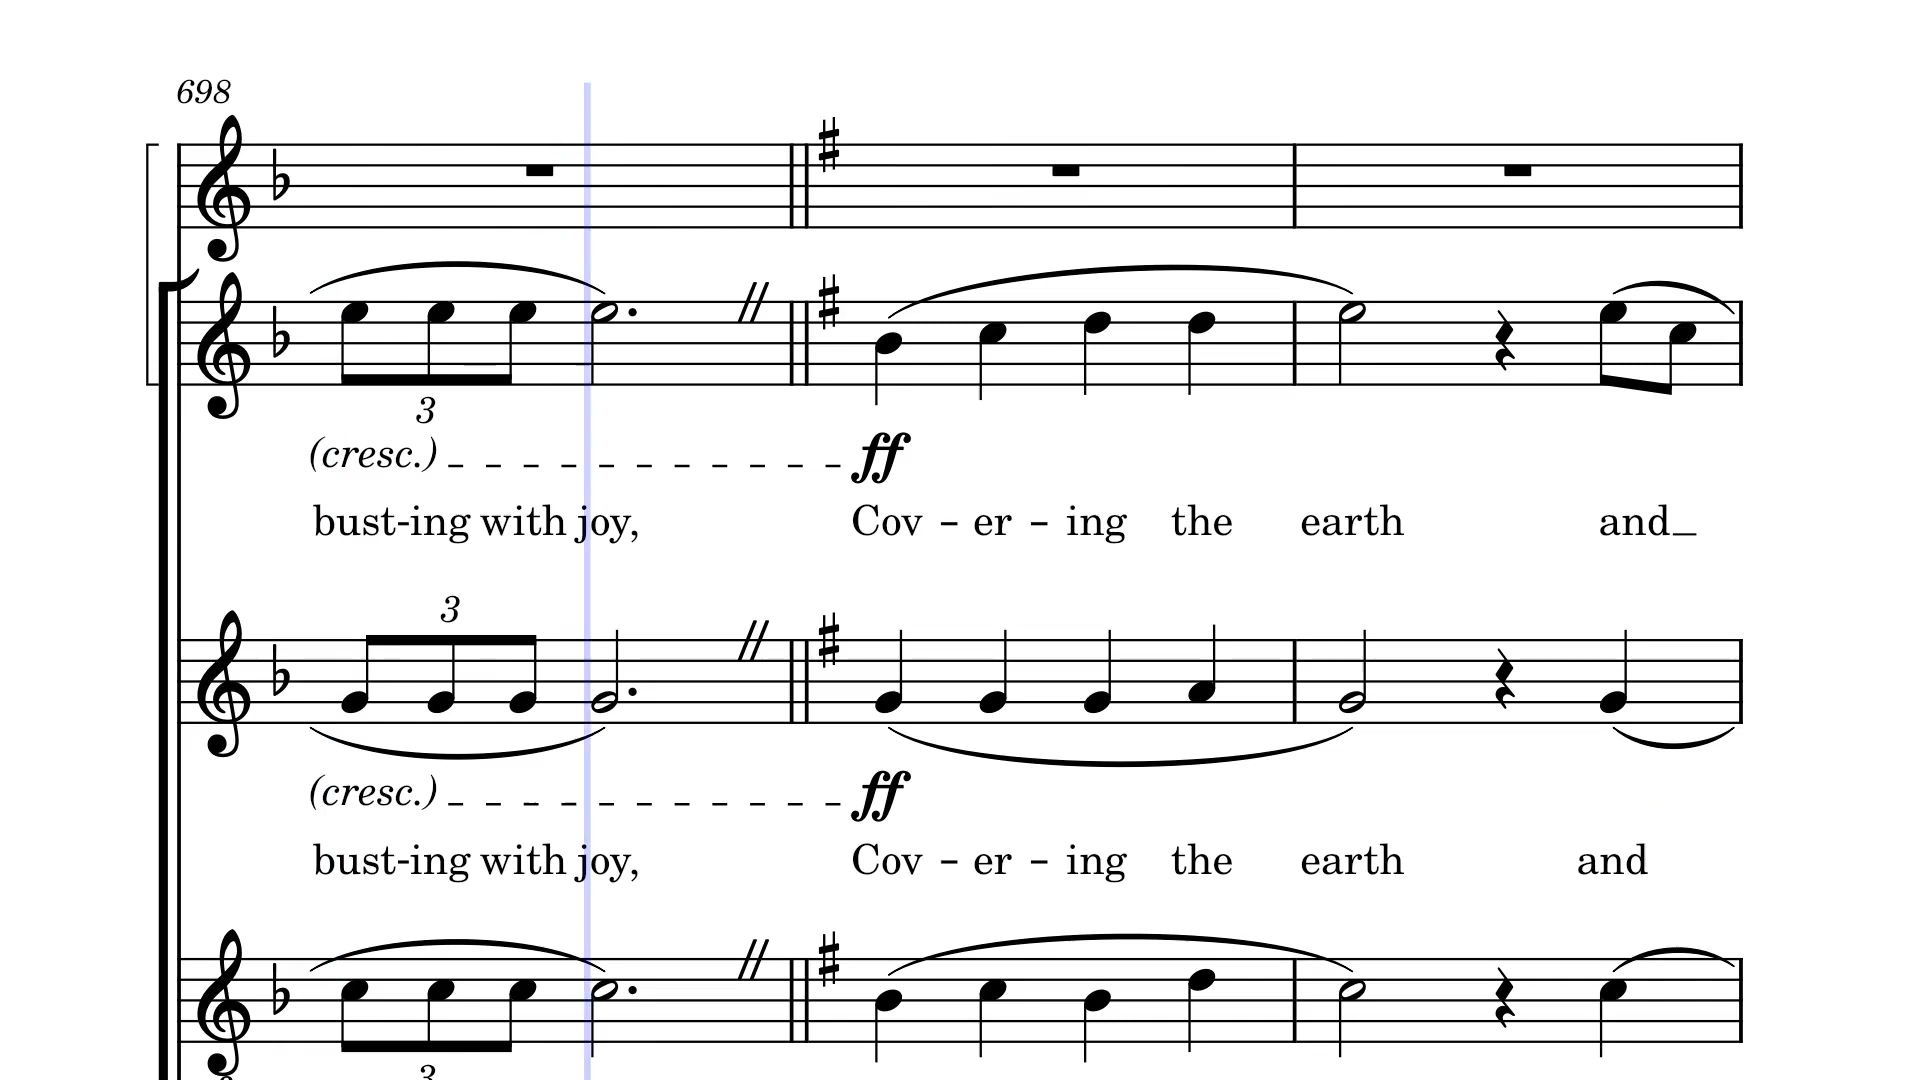 698
3
(cresc.) ff
bust-ing with joy, Cov - er - ing the earth and_
3
(cresc.) ff
bust-ing with joy, Cov - er - ing the earth and
3